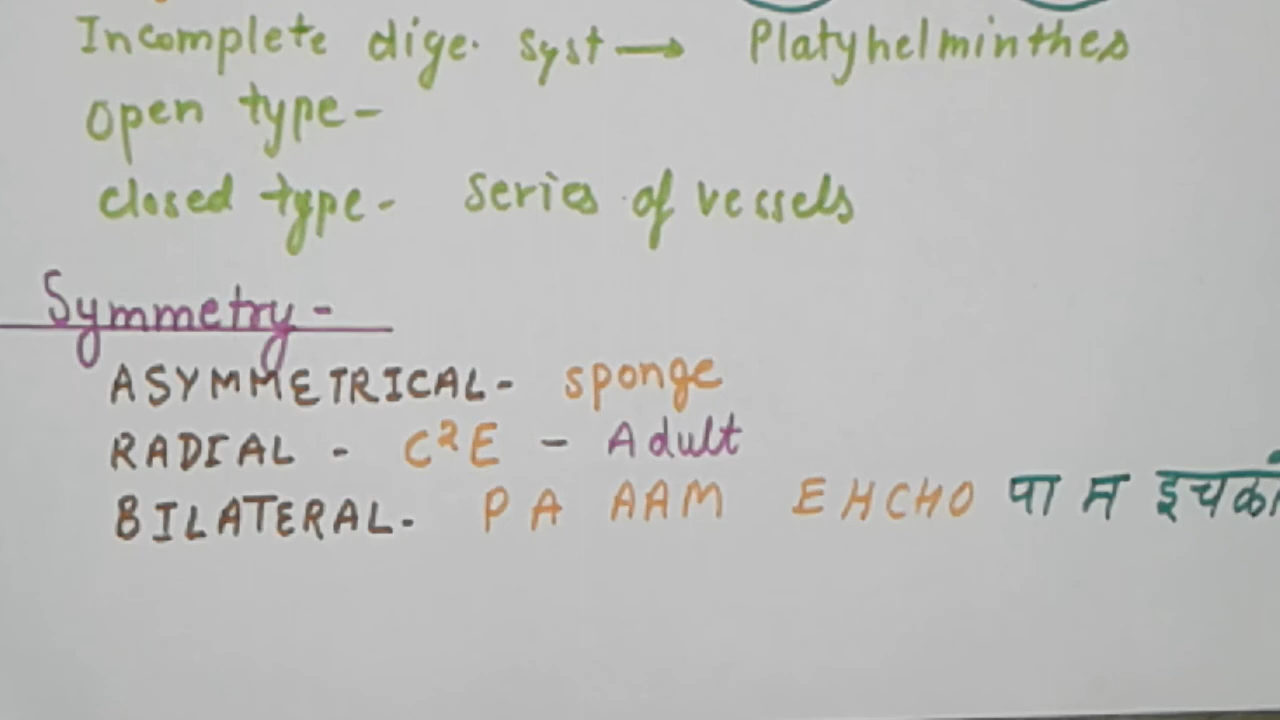 Incomplete dige. syst → Platyhelminthes
open type -
closed type - series of vessels
Symmetry -
ASYMMETRICAL - sponge
RADIAL - C²E - Adult
BILATERAL - PA AAM EHCHO पा म